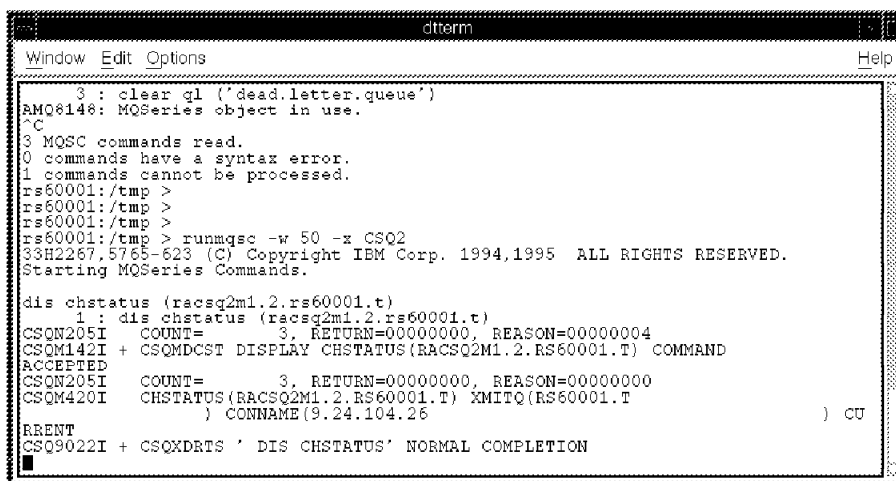 dtterm
Window Edit Options Help
3 : clear ql ('dead.letter.queue')
AMQ8148: MQSeries object in use.
^C
3 MQSC commands read.
0 commands have a syntax error.
1 commands cannot be processed.
rs60001:/tmp >
rs60001:/tmp >
rs60001:/tmp >
rs60001:/tmp > runmqsc -w 50 -x CSQ2
33H2267,5765-623 (C) Copyright IBM Corp. 1994,1995 ALL RIGHTS RESERVED.
Starting MQSeries Commands.
dis chstatus (racsq2m1.2.rs60001.t)
1 : dis chstatus (racsq2m1.2.rs60001.t)
CSQN205I COUNT= 3, RETURN=00000000, REASON=00000004
CSQM142I + CSQMDCST DISPLAY CHSTATUS(RACSQ2M1.2.RS60001.T) COMMAND
ACCEPTED
CSQN205I COUNT= 3, RETURN=00000000, REASON=00000000
CSQM420I CHSTATUS(RACSQ2M1.2.RS60001.T) XMITQ(RS60001.T
) CONNAME(9.24.104.26 ) CU
RRENT
CSQ9022I + CSQXDRTS ' DIS CHSTATUS' NORMAL COMPLETION